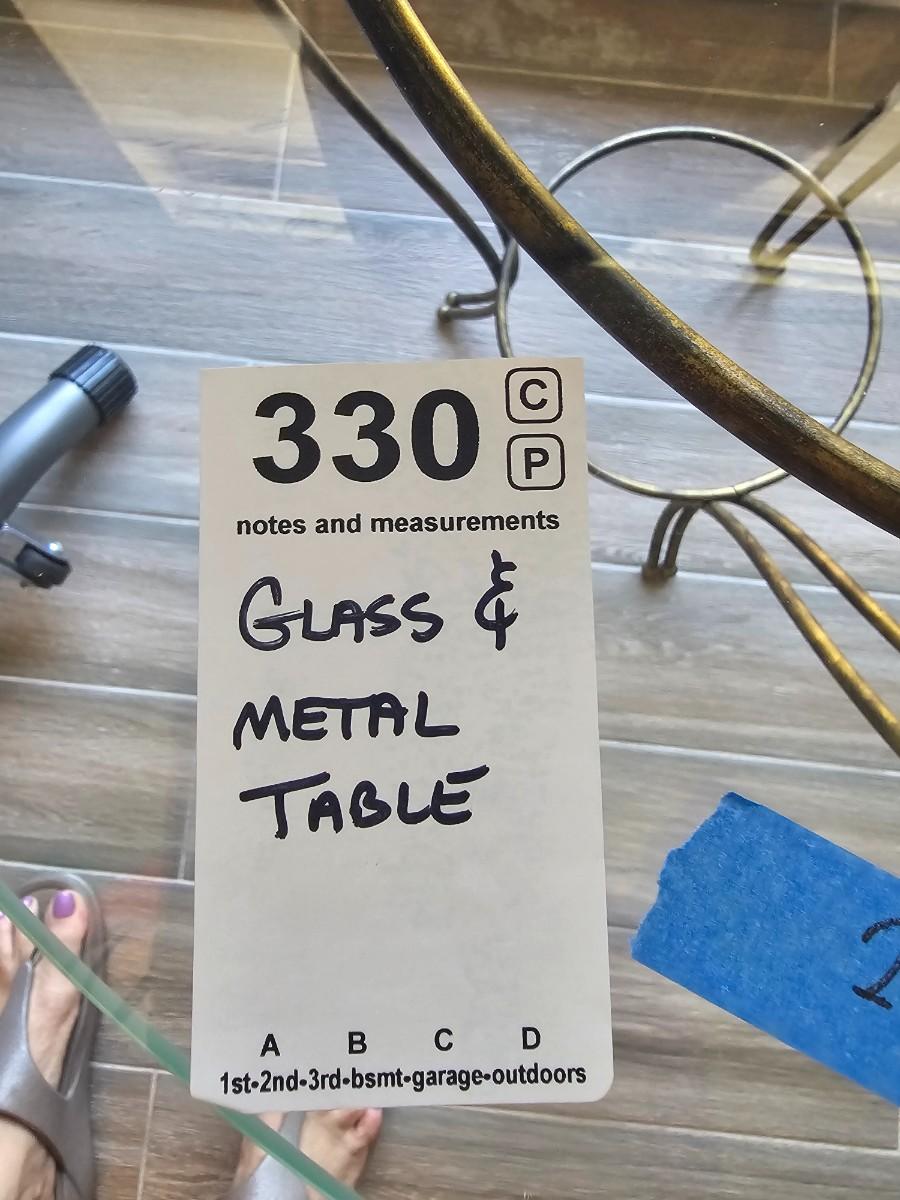 330 C
P
notes and measurements
GLASS &
METAL
TABLE
A B C D
1st•2nd•3rd•bsmt•garage•outdoors